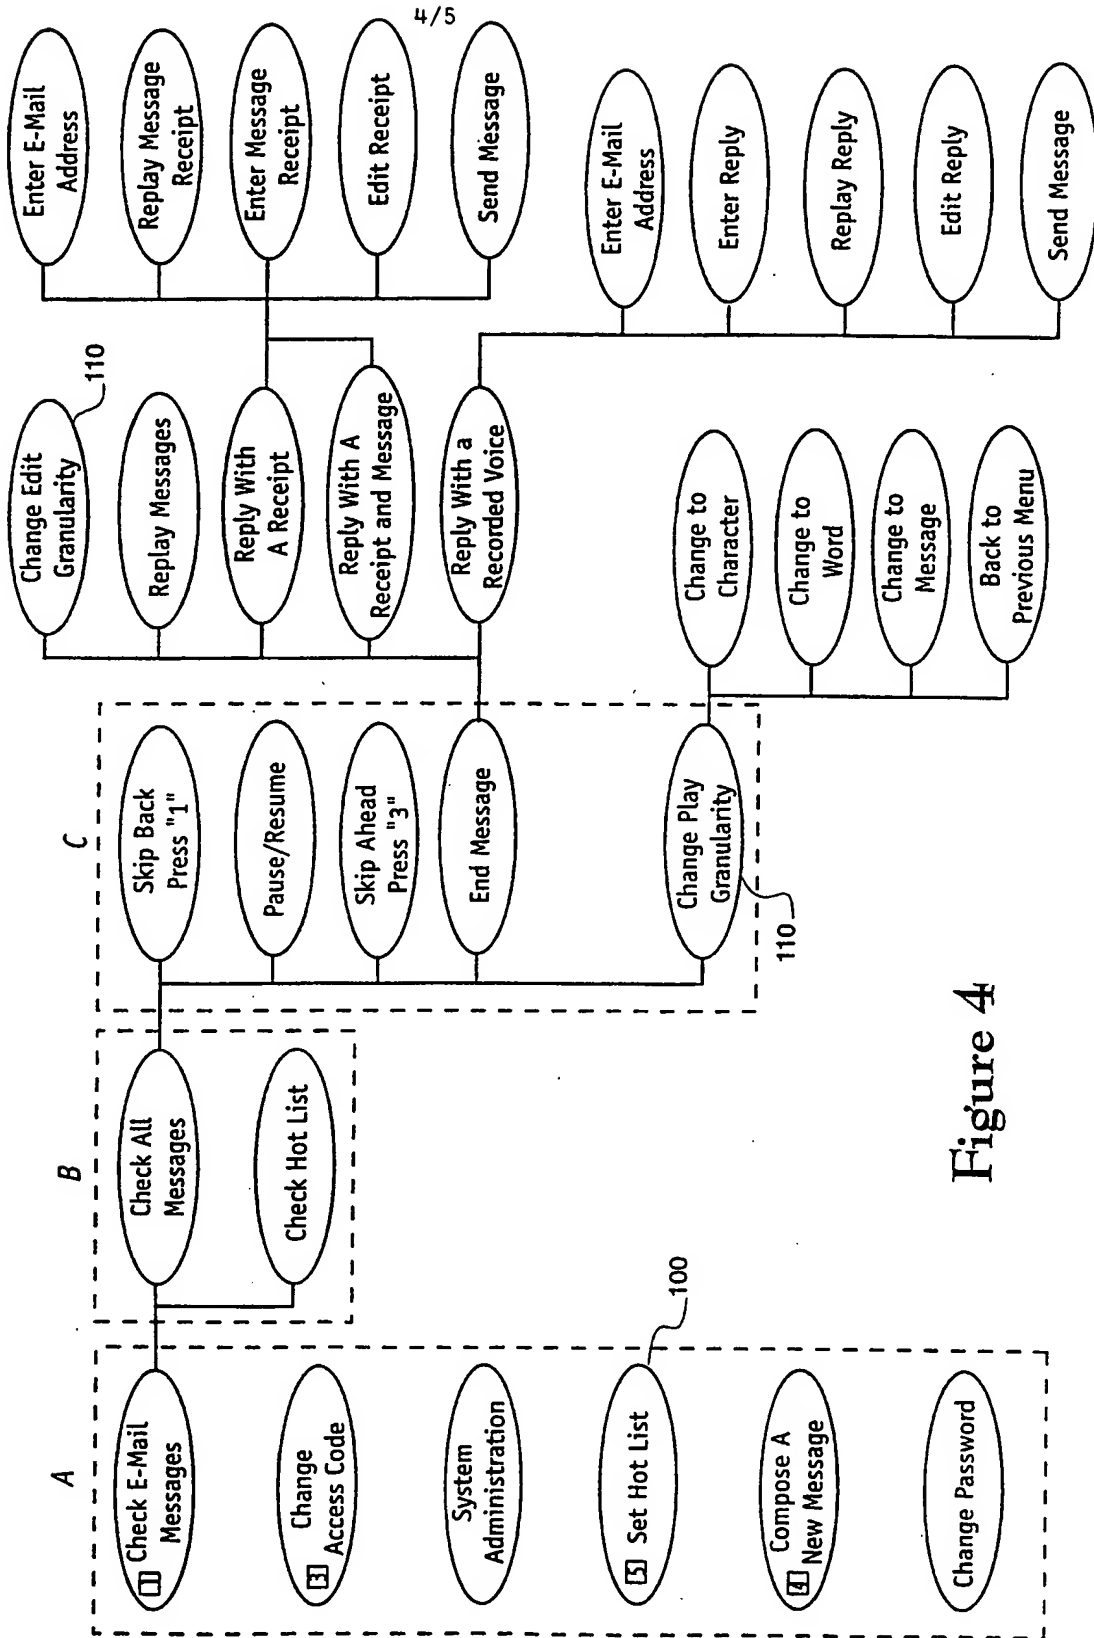 4/5
A
[1] Check E-Mail
Messages
Change
[3] Access Code
System
Administration
[5] Set Hot List
100
Compose A
[4] New Message
Change Password
B
Check All
Messages
Check Hot List
C
Skip Back
Press "1"
Pause/Resume
Skip Ahead
Press "3"
End Message
Change Play
Granularity
110
Change Edit
Granularity
110
Replay Messages
Reply With
A Receipt
Reply With A
Receipt and Message
Reply With a
Recorded Voice
Change to
Character
Change to
Word
Change to
Message
Back to
Previous Menu
Enter E-Mail
Address
Replay Message
Receipt
Enter Message
Receipt
Edit Receipt
Send Message
Enter E-Mail
Address
Enter Reply
Replay Reply
Edit Reply
Send Message
Figure 4